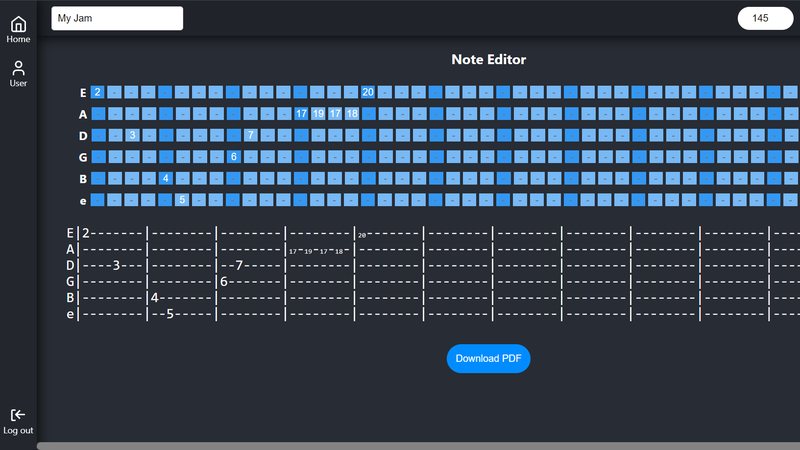 My Jam
145
Home
User
Note Editor
E 2 - - - - - - - - - - - - - - - 20 - - - - - - - - - - - - - - - - - - - - - - - - -
A - - - - - - - - - - - - 17 19 17 18 - - - - - - - - - - - - - - - - - - - - - - - - - -
D - - 3 - - - - - - 7 - - - - - - - - - - - - - - - - - - - - - - - - - - - - - - - -
G - - - - - - - - 6 - - - - - - - - - - - - - - - - - - - - - - - - - - - - - - - - -
B - - - - 4 - - - - - - - - - - - - - - - - - - - - - - - - - - - - - - - - - - - - -
e - - - - - 5 - - - - - - - - - - - - - - - - - - - - - - - - - - - - - - - - - - - -
E|2-------|--------|--------|--------|20-------|--------|--------|--------|--------|--------|----
A|--------|--------|--------|17-19-17-18-|--------|--------|--------|--------|--------|--------|----
D|----3---|--------|--7-----|--------|--------|--------|--------|--------|--------|--------|----
G|--------|--------|6-------|--------|--------|--------|--------|--------|--------|--------|----
B|--------|4-------|--------|--------|--------|--------|--------|--------|--------|--------|----
e|--------|--5-----|--------|--------|--------|--------|--------|--------|--------|--------|----
Download PDF
Log out